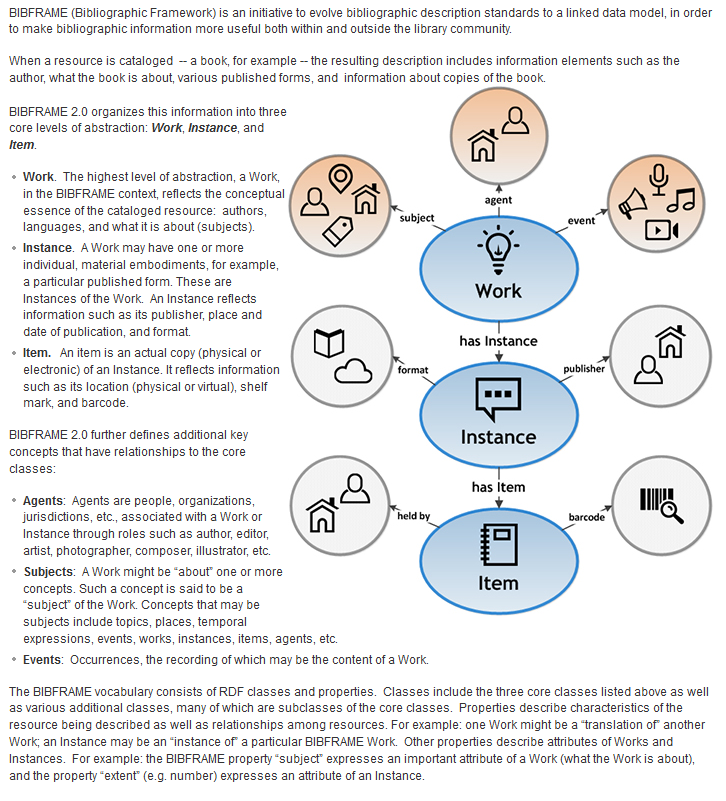 BIBFRAME (Bibliographic Framework) is an initiative to evolve bibliographic description standards to a linked data model, in order
to make bibliographic information more useful both within and outside the library community.
When a resource is cataloged -- a book, for example -- the resulting description includes information elements such as the
author, what the book is about, various published forms, and information about copies of the book.
BIBFRAME 2.0 organizes this information into three
core levels of abstraction: Work, Instance, and
Item.
Work. The highest level of abstraction, a Work,
in the BIBFRAME context, reflects the conceptual
essence of the cataloged resource: authors,
languages, and what it is about (subjects).
Instance. A Work may have one or more
individual, material embodiments, for example,
a particular published form. These are
Instances of the Work. An Instance reflects
information such as its publisher, place and
date of publication, and format.
Item. An item is an actual copy (physical or
electronic) of an Instance. It reflects information
such as its location (physical or virtual), shelf
mark, and barcode.
BIBFRAME 2.0 further defines additional key
concepts that have relationships to the core
classes:
Agents: Agents are people, organizations,
jurisdictions, etc., associated with a Work or
Instance through roles such as author, editor,
artist, photographer, composer, illustrator, etc.
Subjects: A Work might be “about” one or more
concepts. Such a concept is said to be a
“subject” of the Work. Concepts that may be
subjects include topics, places, temporal
expressions, events, works, instances, items, agents, etc.
Events: Occurrences, the recording of which may be the content of a Work.
agent
subject
event
Work
has Instance
format
publisher
Instance
has Item
held by
barcode
Item
The BIBFRAME vocabulary consists of RDF classes and properties. Classes include the three core classes listed above as well
as various additional classes, many of which are subclasses of the core classes. Properties describe characteristics of the
resource being described as well as relationships among resources. For example: one Work might be a “translation of” another
Work; an Instance may be an “instance of” a particular BIBFRAME Work. Other properties describe attributes of Works and
Instances. For example: the BIBFRAME property “subject” expresses an important attribute of a Work (what the Work is about),
and the property “extent” (e.g. number) expresses an attribute of an Instance.